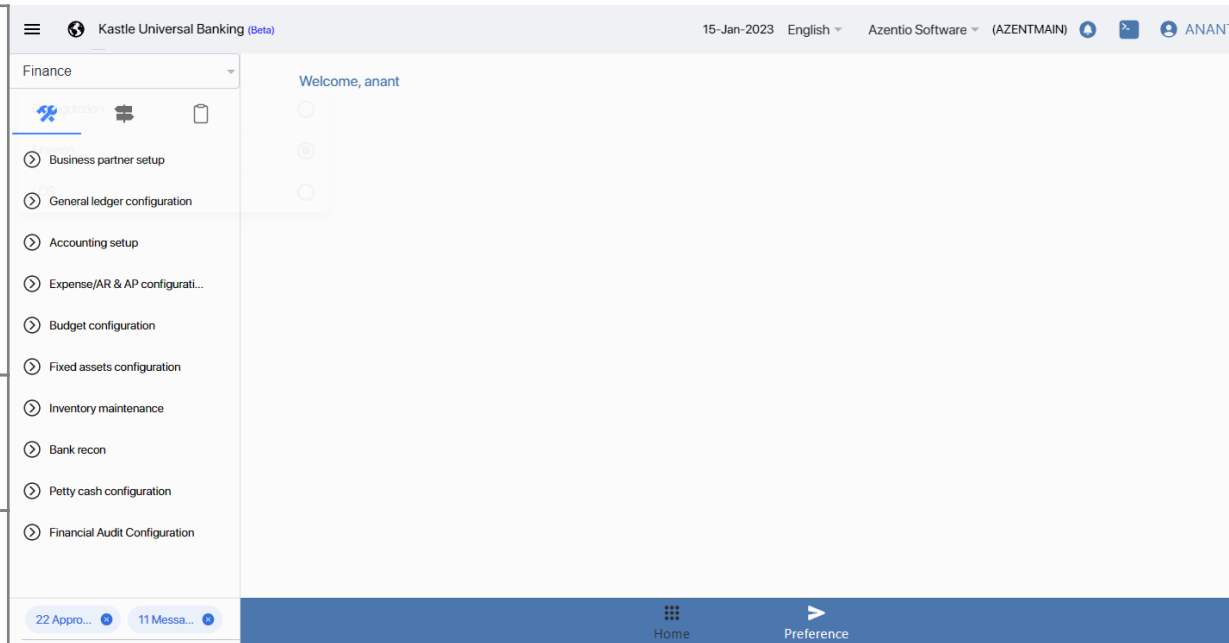 Kastle Universal Banking (Beta)
15-Jan-2023 English Azentio Software (AZENTMAIN) ANANT
Finance
Welcome, anant
Business partner setup
General ledger configuration
Accounting setup
Expense/AR & AP configurati...
Budget configuration
Fixed assets configuration
Inventory maintenance
Bank recon
Petty cash configuration
Financial Audit Configuration
22 Appro... 11 Messa...
Home Preference